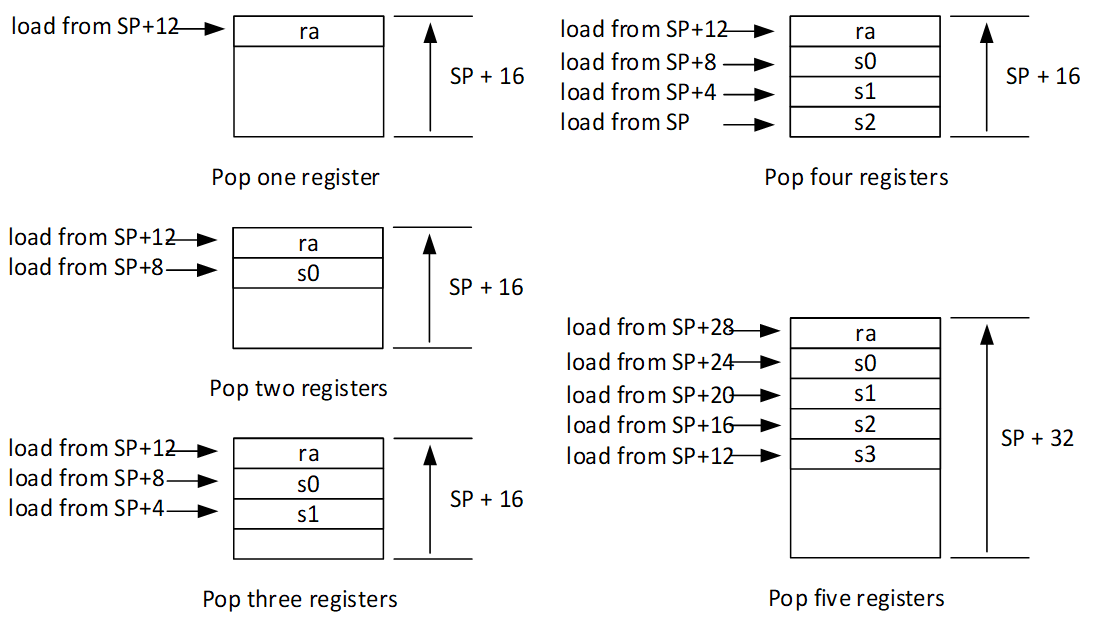 load from SP+12
ra
SP + 16
Pop one register
load from SP+12
load from SP+8
ra
s0
SP + 16
Pop two registers
load from SP+12
load from SP+8
load from SP+4
ra
s0
s1
SP + 16
Pop three registers
load from SP+12
load from SP+8
load from SP+4
load from SP
ra
s0
s1
s2
SP + 16
Pop four registers
load from SP+28
load from SP+24
load from SP+20
load from SP+16
load from SP+12
ra
s0
s1
s2
s3
SP + 32
Pop five registers